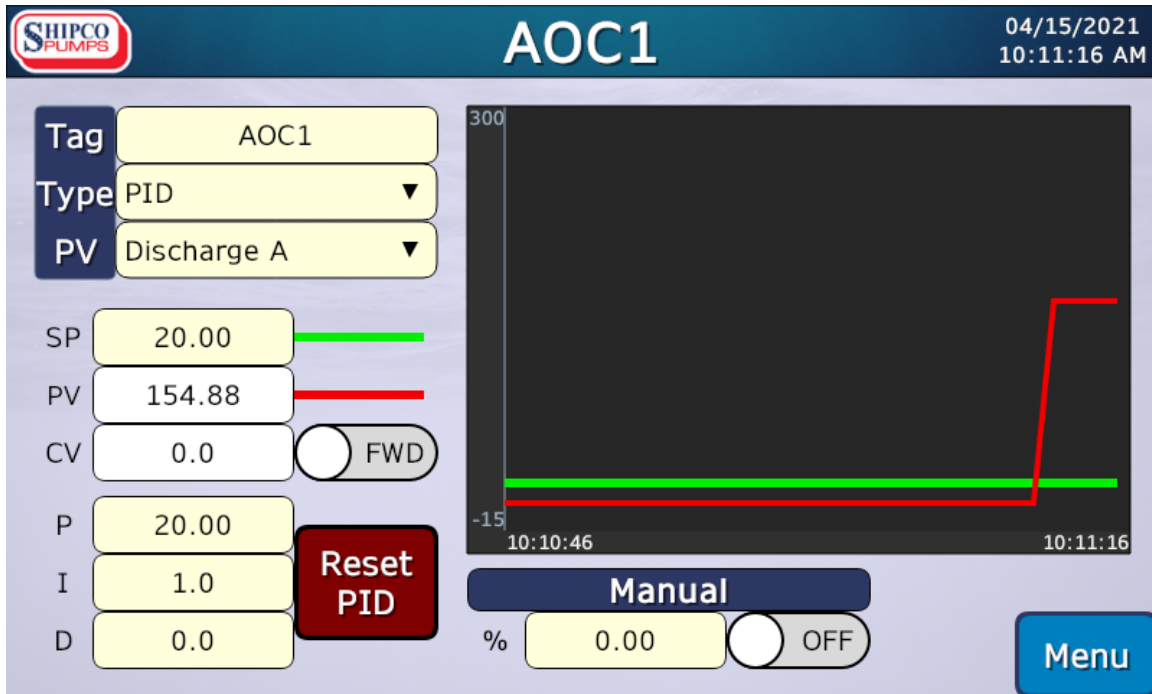 SHIPCO
PUMPS
AOC1
04/15/2021
10:11:16 AM
Tag
AOC1
Type
PID ▼
PV
Discharge A ▼
SP
20.00
PV
154.88
CV
0.0
FWD
P
20.00
I
1.0
D
0.0
Reset
PID
300
-15
10:10:46
10:11:16
Manual
%
0.00
OFF
Menu